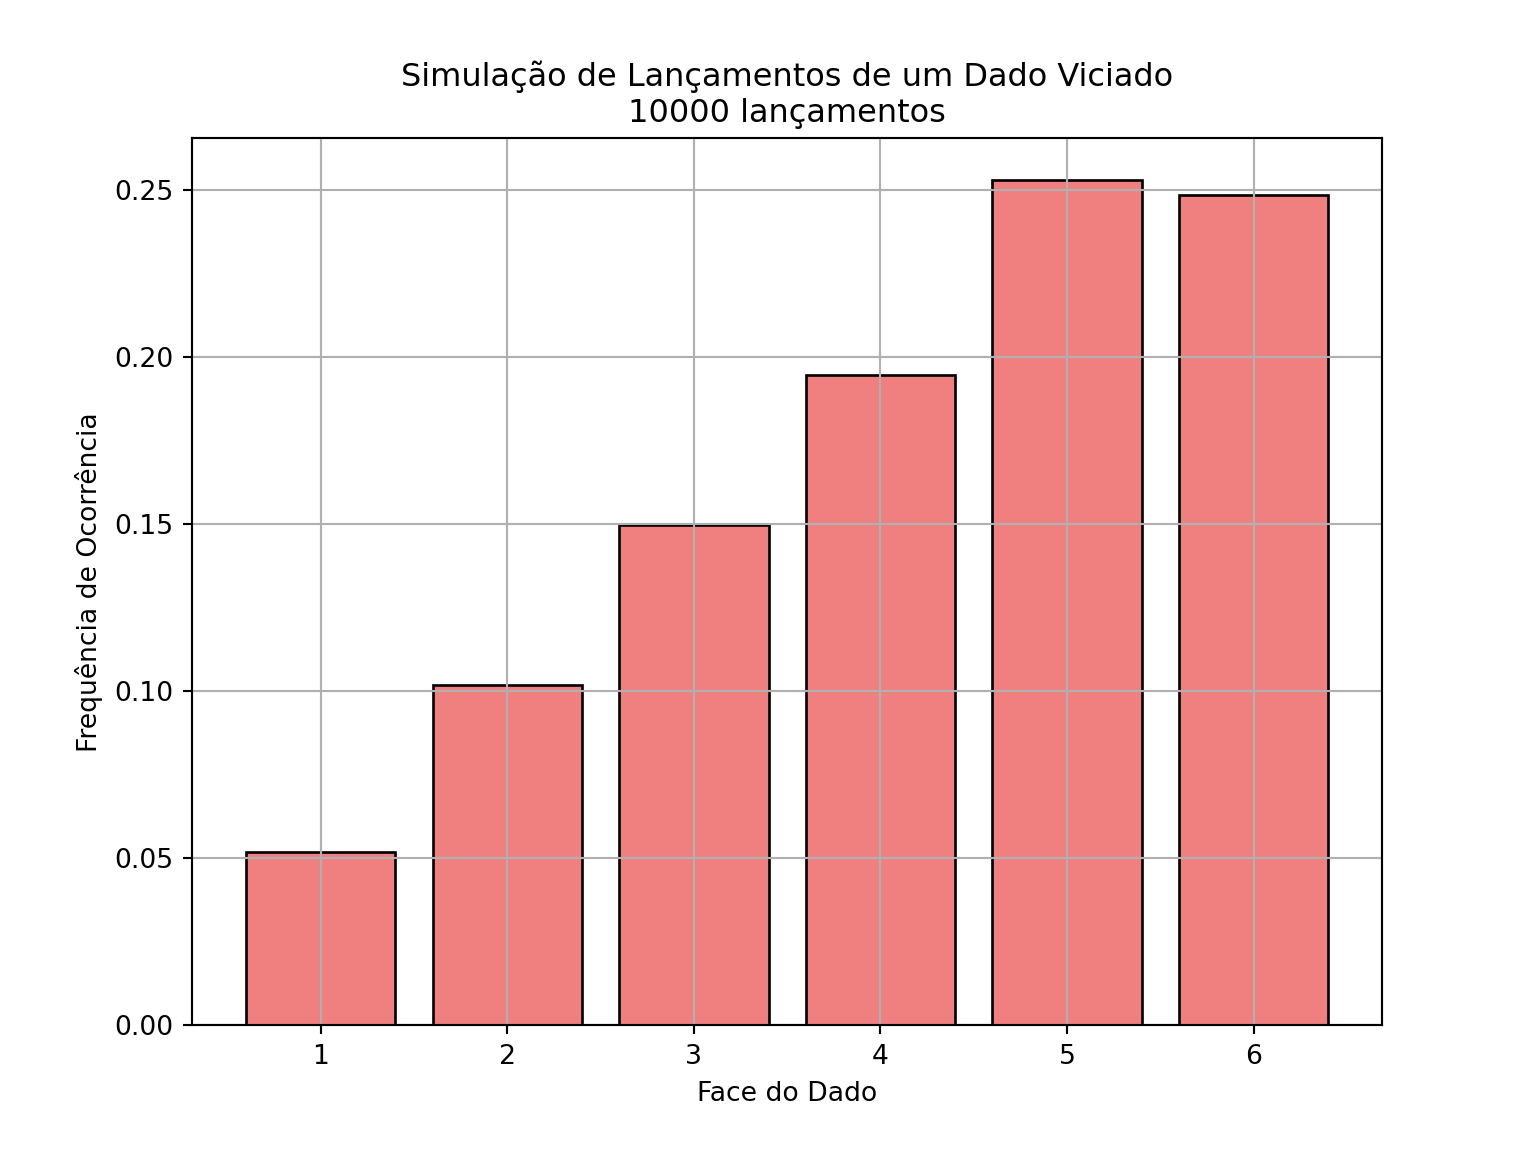 Simulação de Lançamentos de um Dado Viciado
10000 lançamentos
Frequência de Ocorrência
0.25
0.20
0.15
0.10
0.05
0.00
1 2 3 4 5 6
Face do Dado